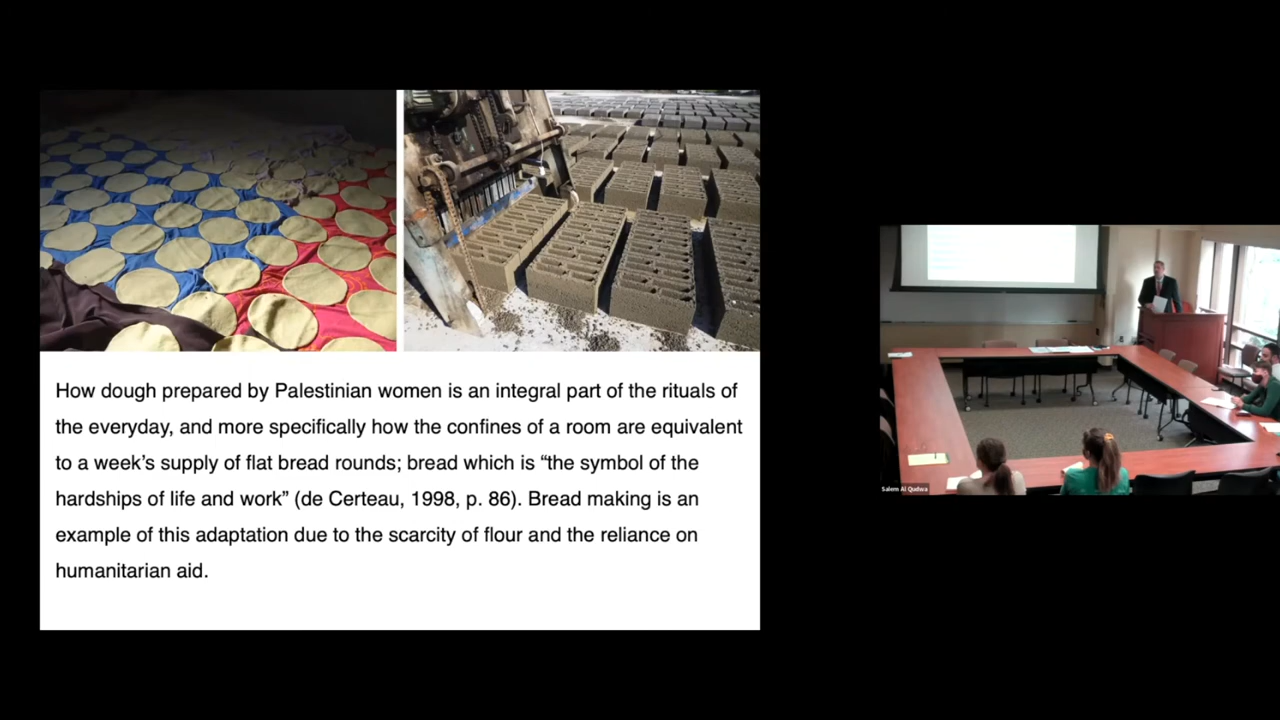 How dough prepared by Palestinian women is an integral part of the rituals of
the everyday, and more specifically how the confines of a room are equivalent
to a week’s supply of flat bread rounds; bread which is “the symbol of the
hardships of life and work” (de Certeau, 1998, p. 86). Bread making is an
example of this adaptation due to the scarcity of flour and the reliance on
humanitarian aid.
Salem Al Qudwa